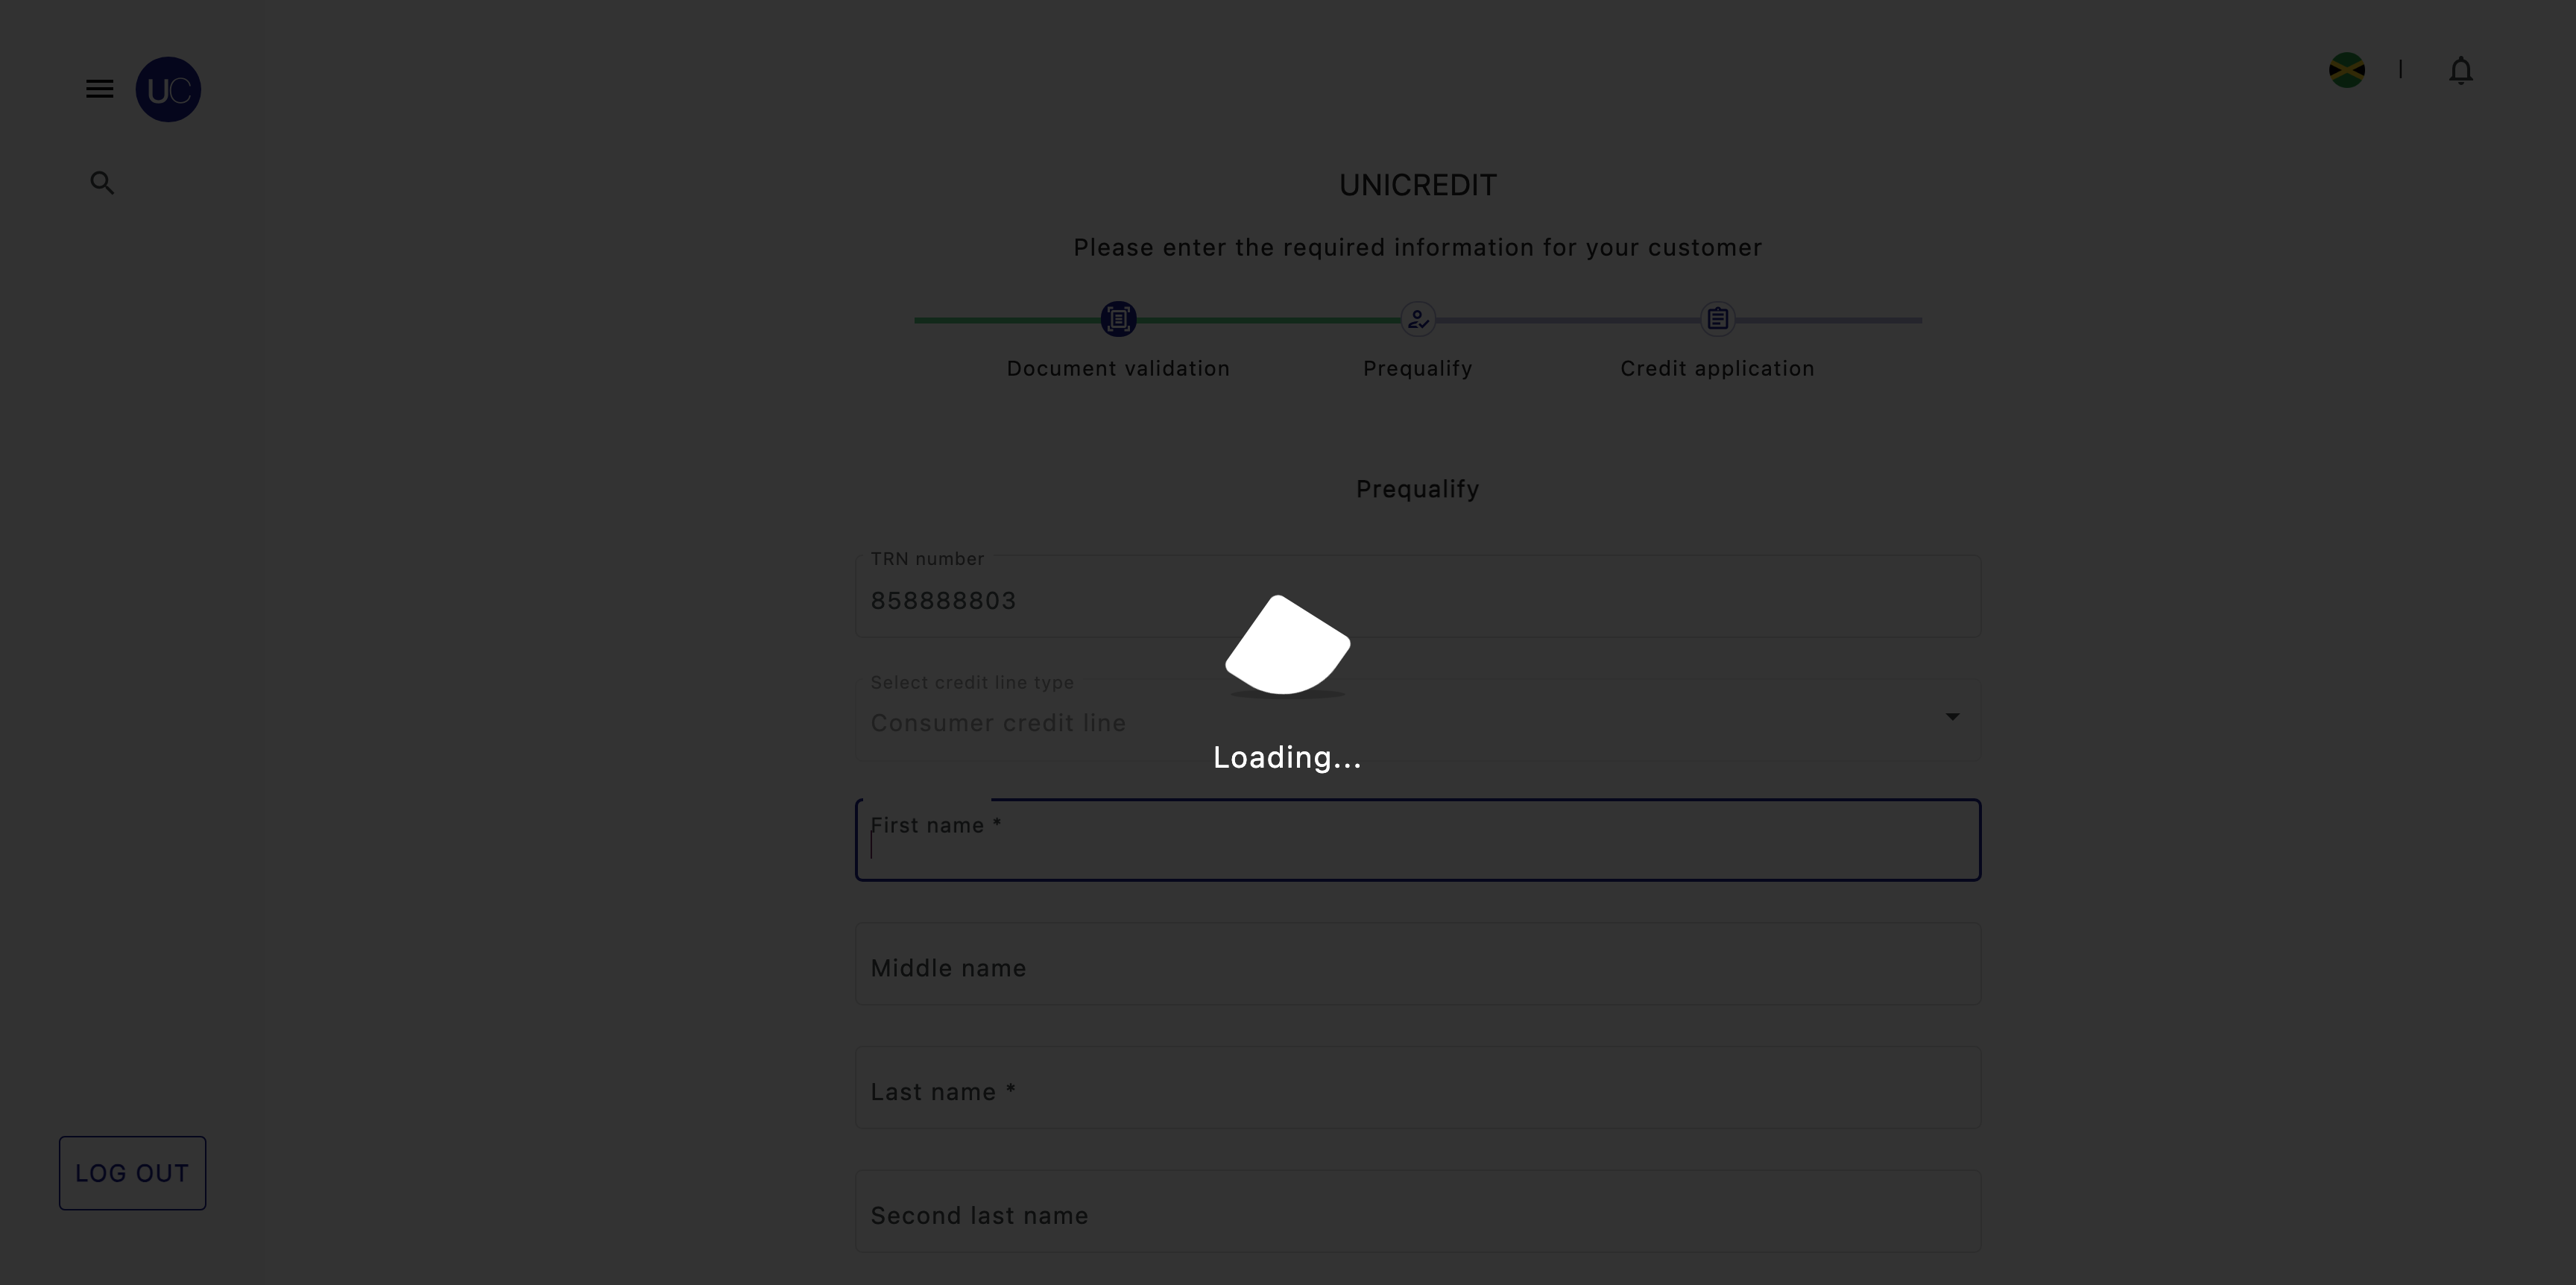 UC
UNICREDIT
Please enter the required information for your customer
Document validation
Prequalify
Credit application
Prequalify
TRN number
858888803
Select credit line type
Consumer credit line
Loading...
First name *
Middle name
Last name *
Second last name
LOG OUT